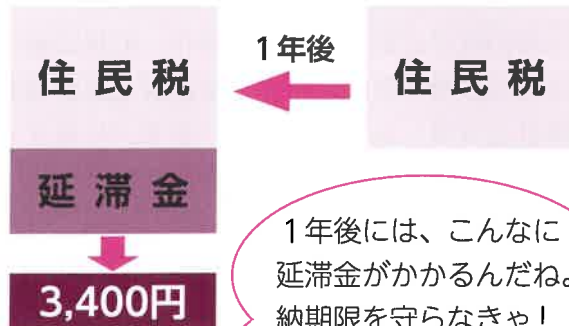 住民税
1年後
住民税
延滞金
3,400円
1年後には、こんなに
延滞金がかかるんだね。
納期限を守らなきゃ!